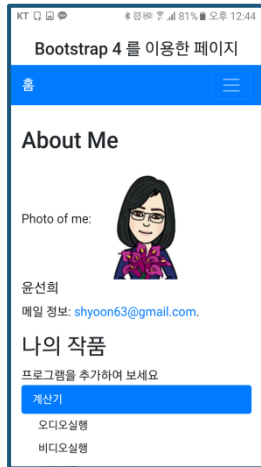 KT 81% 오후 12:44
Bootstrap 4 를 이용한 페이지
홈
About Me
Photo of me:
윤선희
메일 정보: shyoon63@gmail.com.
나의 작품
프로그램을 추가하여 보세요
계산기
오디오실행
비디오실행